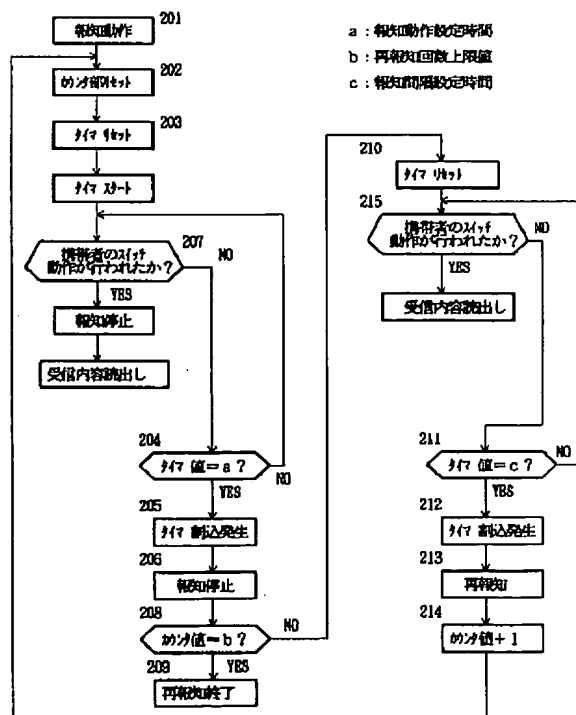 201
報知動作
a：報知動作設定時間
b：再報知回数上限値
c：報知間隔設定時間
202
カウンタ部リセット
203
タイマ リセット
タイマ スタート
207
携帯者のスイッチ
動作が行われたか？
NO
YES
報知停止
受信内容読出し
204
タイマ 値＝a？
NO
YES
205
タイマ 割込発生
206
報知停止
208
カウンタ値＝b？
NO
YES
209
再報知終了
210
タイマ リセット
215
携帯者のスイッチ
動作が行われたか？
NO
YES
受信内容読出し
211
タイマ 値＝c？
NO
YES
212
タイマ 割込発生
213
再報知
214
カウンタ値＋1